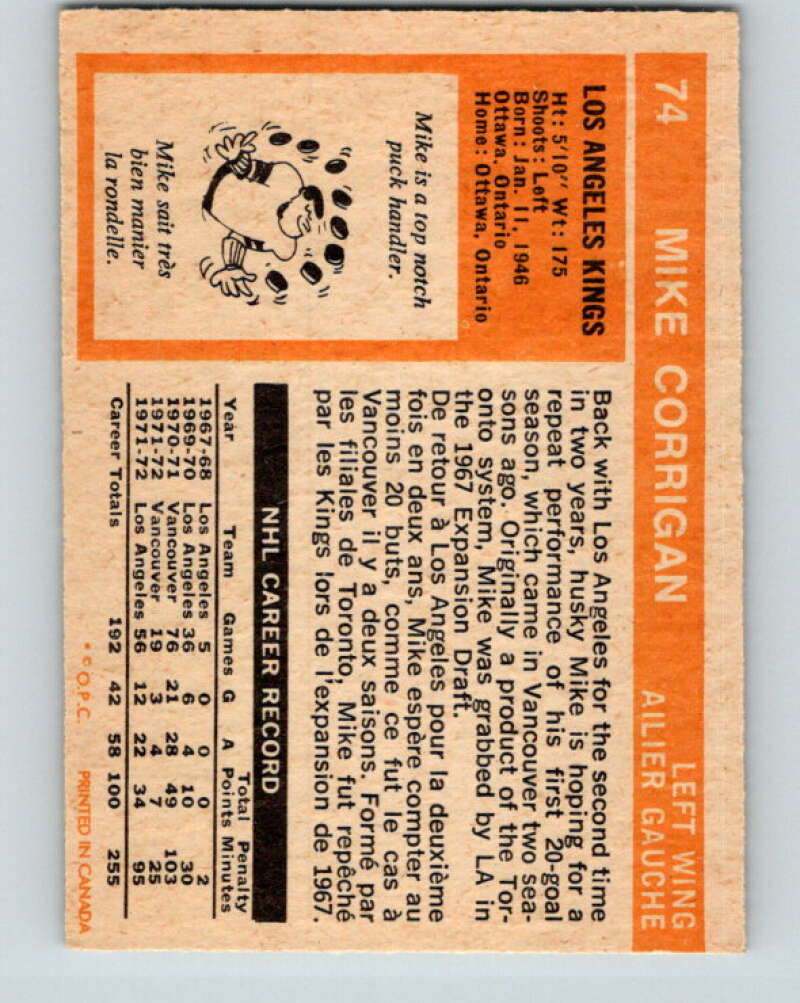 74 MIKE CORRIGAN
LEFT WING
AILIER GAUCHE
LOS ANGELES KINGS
Ht: 5'10" Wt: 175
Shoots: Left
Born: Jan. 11, 1946
Ottawa, Ontario
Home: Ottawa, Ontario
Mike is a top notch
puck handler.
Mike sait très
bien manier
la rondelle.
Back with Los Angeles for the second time
in two years, husky Mike is hoping for a
repeat performance of his first 20-goal
season, which came in Vancouver two sea-
sons ago. Originally a product of the Tor-
onto system, Mike was grabbed by LA in
the 1967 Expansion Draft.
De retour à Los Angeles pour la deuxième
fois en deux ans, Mike espère compter au
moins 20 buts, comme ce fut le cas à
Vancouver il y a deux saisons. Formé par
les filiales de Toronto, Mike fut repêché
par les Kings lors de l'expansion de 1967.
NHL CAREER RECORD
Total Penalty
Year Team Games G A Points Minutes
1967-68 Los Angeles 5 0 0 0 2
1969-70 Los Angeles 36 6 4 10 30
1970-71 Vancouver 76 21 28 49 103
1971-72 Vancouver 19 3 4 7 25
1971-72 Los Angeles 56 12 22 34 95
Career Totals 192 42 58 100 255
* © O.P.C. PRINTED IN CANADA